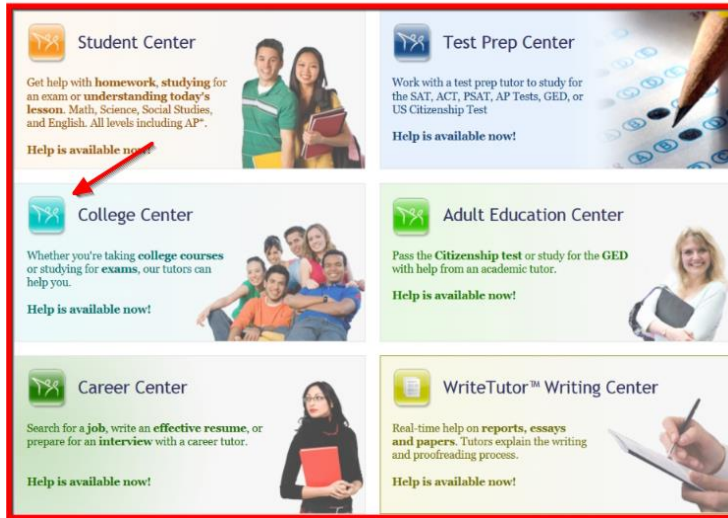 Student Center
Get help with homework, studying for
an exam or understanding today's
lesson. Math, Science, Social Studies,
and English. All levels including AP*.
Help is available now!
Test Prep Center
Work with a test prep tutor to study for
the SAT, ACT, PSAT, AP Tests, GED, or
US Citizenship Test
Help is available now!
College Center
Whether you're taking college courses
or studying for exams, our tutors can
help you.
Help is available now!
Adult Education Center
Pass the Citizenship test or study for the GED
with help from an academic tutor.
Help is available now!
Career Center
Search for a job, write an effective resume, or
prepare for an interview with a career tutor.
Help is available now!
WriteTutor™ Writing Center
Real-time help on reports, essays
and papers. Tutors explain the writing
and proofreading process.
Help is available now!